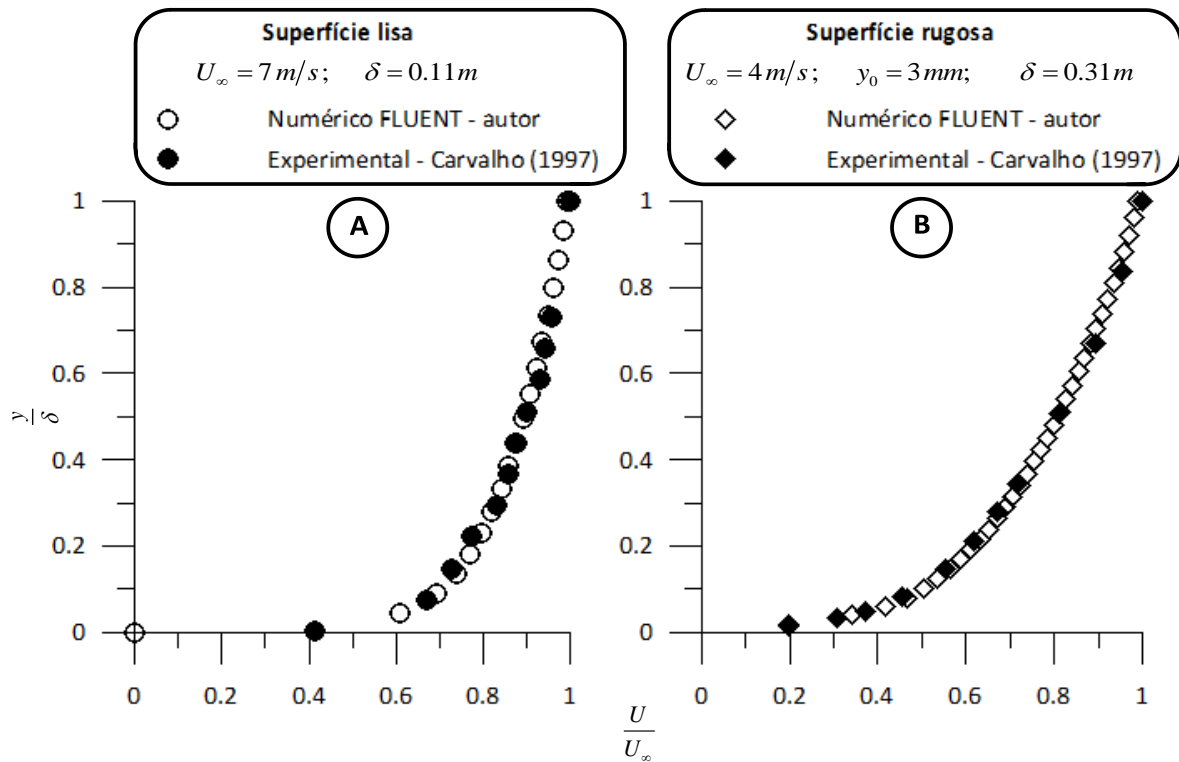 Superfície lisa
U∞ = 7 m/s; δ = 0.11 m
Numérico FLUENT - autor
Experimental - Carvalho (1997)
Superfície rugosa
U∞ = 4 m/s; y₀ = 3 mm; δ = 0.31 m
Numérico FLUENT - autor
Experimental - Carvalho (1997)
A
1
0.8
0.6
0.4
0.2
0
0 0.2 0.4 0.6 0.8 1
y/δ
B
1
0.8
0.6
0.4
0.2
0
0 0.2 0.4 0.6 0.8 1
U/U∞